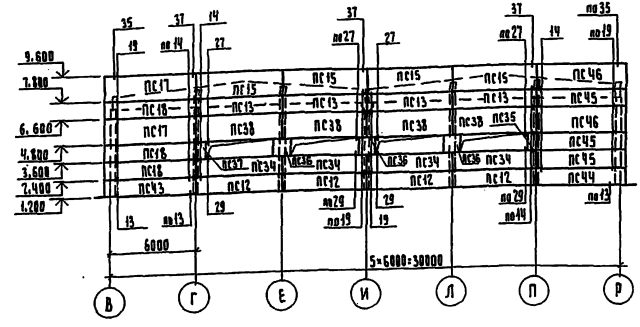 35 37 14 37 37 по35
19 по14 27 по27 27 по27 14 по19
9.600
7.800
6.600
4.800
3.600
2.400
1.200
ПС17 ПС15 ПС15 ПС15 ПС46
ПС18 ПС13 ПС13 ПС13 ПС13 ПС45
ПС17 ПС38 ПС38 ПС38 ПС38 ПС35 ПС46
ПС18 ПС45
ПС18 ПС37 ПС34 ПС36 ПС34 ПС36 ПС34 ПС36 ПС34 ПС45
ПС43 ПС12 ПС12 ПС12 ПС12 ПС44
13 по13 29 по29 29 по29 по13
по19 19 по14
6000
5×6000=30000
В Г Е И Л П Р